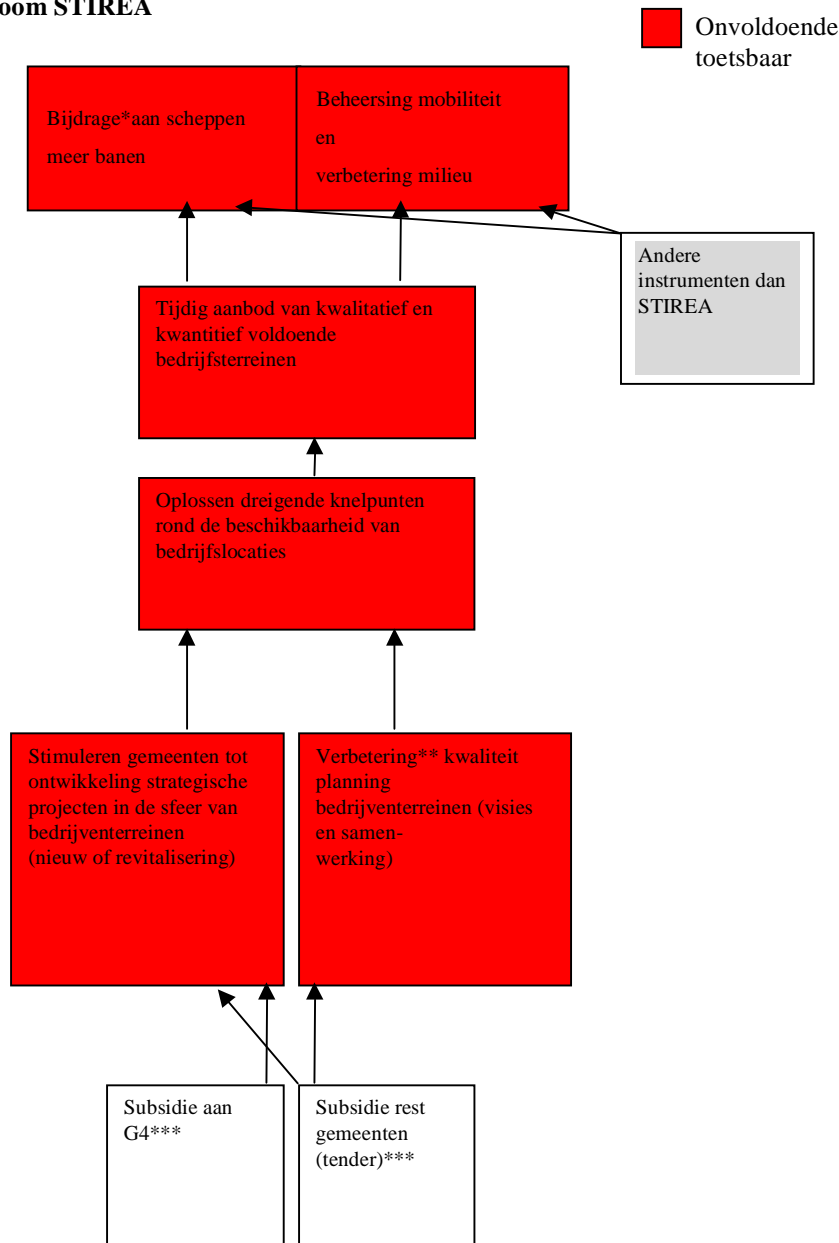 oom STIREA
Onvoldoende
toetsbaar
Bijdrage*aan scheppen
meer banen
Beheersing mobiliteit
en
verbetering milieu
Andere
instrumenten dan
STIREA
Tijdig aanbod van kwalitatief en
kwantitief voldoende
bedrijfsterreinen
Oplossen dreigende knelpunten
rond de beschikbaarheid van
bedrijfslocaties
Stimuleren gemeenten tot
ontwikkeling strategische
projecten in de sfeer van
bedrijventerreinen
(nieuw of revitalisering)
Verbetering** kwaliteit
planning
bedrijventerreinen (visies
en samen-
werking)
Subsidie aan
G4***
Subsidie rest
gemeenten
(tender)***